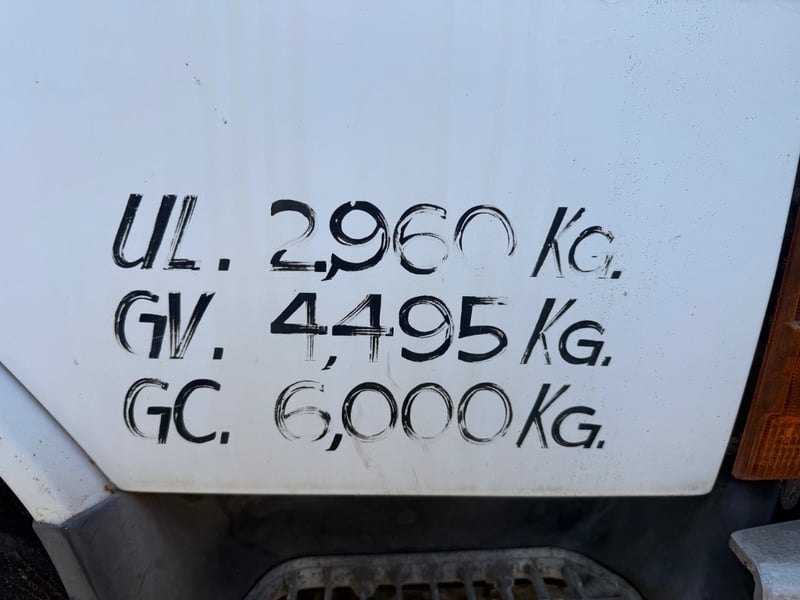 UL. 2,960 KG.
GV. 4,495 KG.
GC. 6,000 KG.